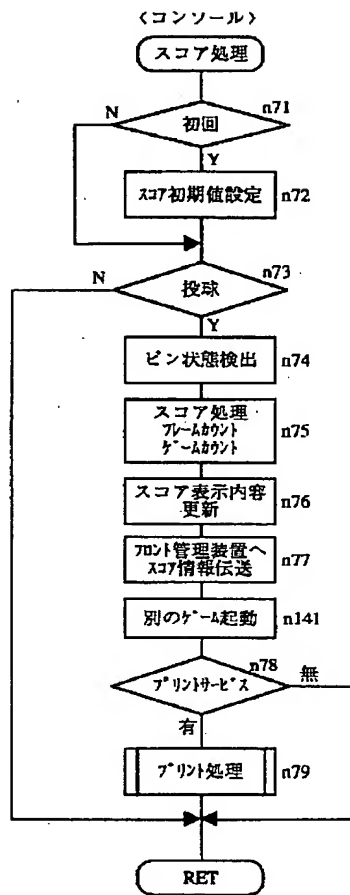 〈コンソール〉
スコア処理
n71
N
初回
Y
ｽｺｱ初期値設定 n72
n73
N
投球
Y
ピン状態検出 n74
スコア処理
ﾌﾚｰﾑｶｳﾝﾄ
ｹﾞｰﾑｶｳﾝﾄ
n75
スコア表示内容
更新
n76
ﾌﾛﾝﾄ管理装置へ
ｽｺｱ情報伝送
n77
別のｹﾞｰﾑ起動 n141
n78
ﾌﾟﾘﾝﾄｻｰﾋﾞｽ
無
有
ﾌﾟﾘﾝﾄ処理 n79
RET